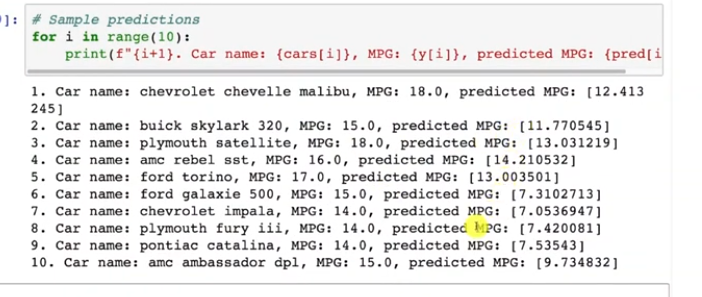 ]: # Sample predictions
for i in range(10):
print(f"{i+1}. Car name: {cars[i]}, MPG: {y[i]}, predicted MPG: {pred[i
1. Car name: chevrolet chevelle malibu, MPG: 18.0, predicted MPG: [12.413
245]
2. Car name: buick skylark 320, MPG: 15.0, predicted MPG: [11.770545]
3. Car name: plymouth satellite, MPG: 18.0, predicted MPG: [13.031219]
4. Car name: amc rebel sst, MPG: 16.0, predicted MPG: [14.210532]
5. Car name: ford torino, MPG: 17.0, predicted MPG: [13.003501]
6. Car name: ford galaxie 500, MPG: 15.0, predicted MPG: [7.3102713]
7. Car name: chevrolet impala, MPG: 14.0, predicted MPG: [7.0536947]
8. Car name: plymouth fury iii, MPG: 14.0, predicted MPG: [7.420081]
9. Car name: pontiac catalina, MPG: 14.0, predicted MPG: [7.53543]
10. Car name: amc ambassador dpl, MPG: 15.0, predicted MPG: [9.734832]